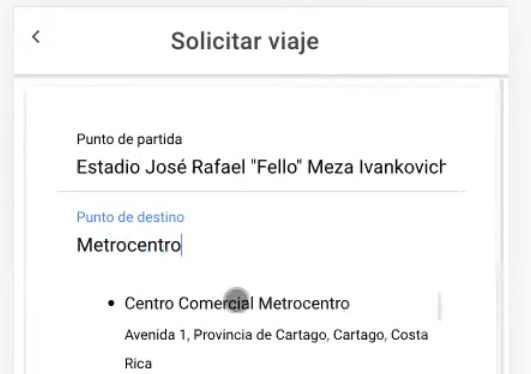 Solicitar viaje
Punto de partida
Estadio José Rafael "Fello" Meza Ivankovich
Punto de destino
Metrocentro
Centro Comercial Metrocentro
Avenida 1, Provincia de Cartago, Cartago, Costa
Rica